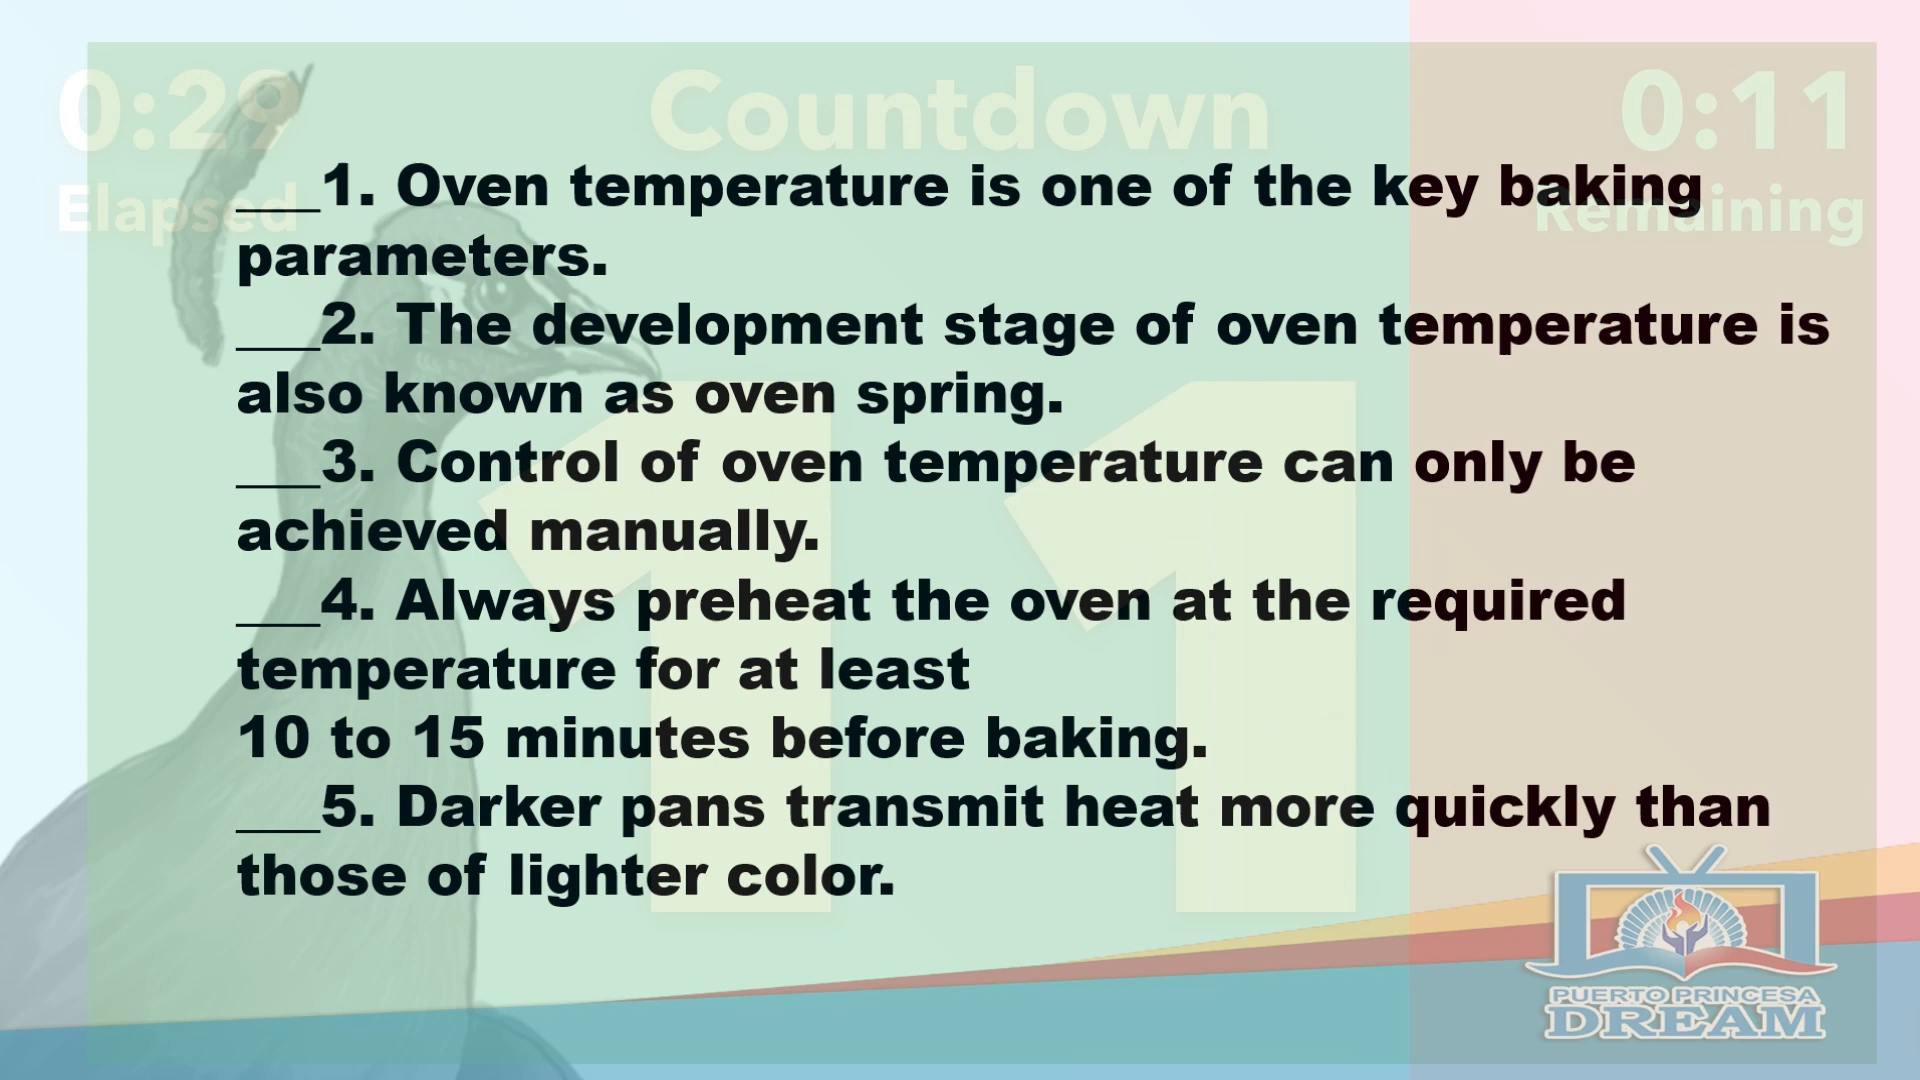 0:29
Countdown
0:11
Elapsed
Remaining
___1. Oven temperature is one of the key baking
parameters.
___2. The development stage of oven temperature is
also known as oven spring.
___3. Control of oven temperature can only be
achieved manually.
___4. Always preheat the oven at the required
temperature for at least
10 to 15 minutes before baking.
___5. Darker pans transmit heat more quickly than
those of lighter color.
11
PUERTO PRINCESA
DREAM